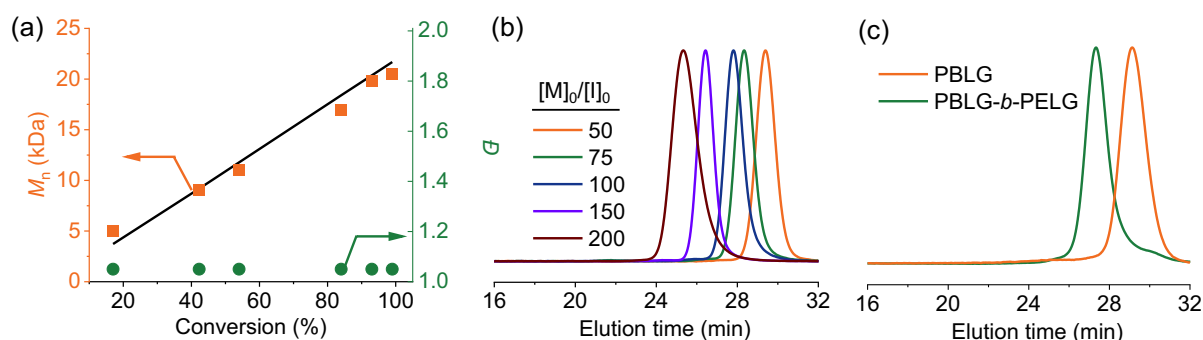 (a)
25
20
15
10
5
0
Mn (kDa)
20 40 60 80 100
Conversion (%)
2.0
1.8
1.6
1.4
1.2
1.0
Đ
(b)
[M]0/[I]0
50
75
100
150
200
16 20 24 28 32
Elution time (min)
(c)
PBLG
PBLG-b-PELG
16 20 24 28 32
Elution time (min)